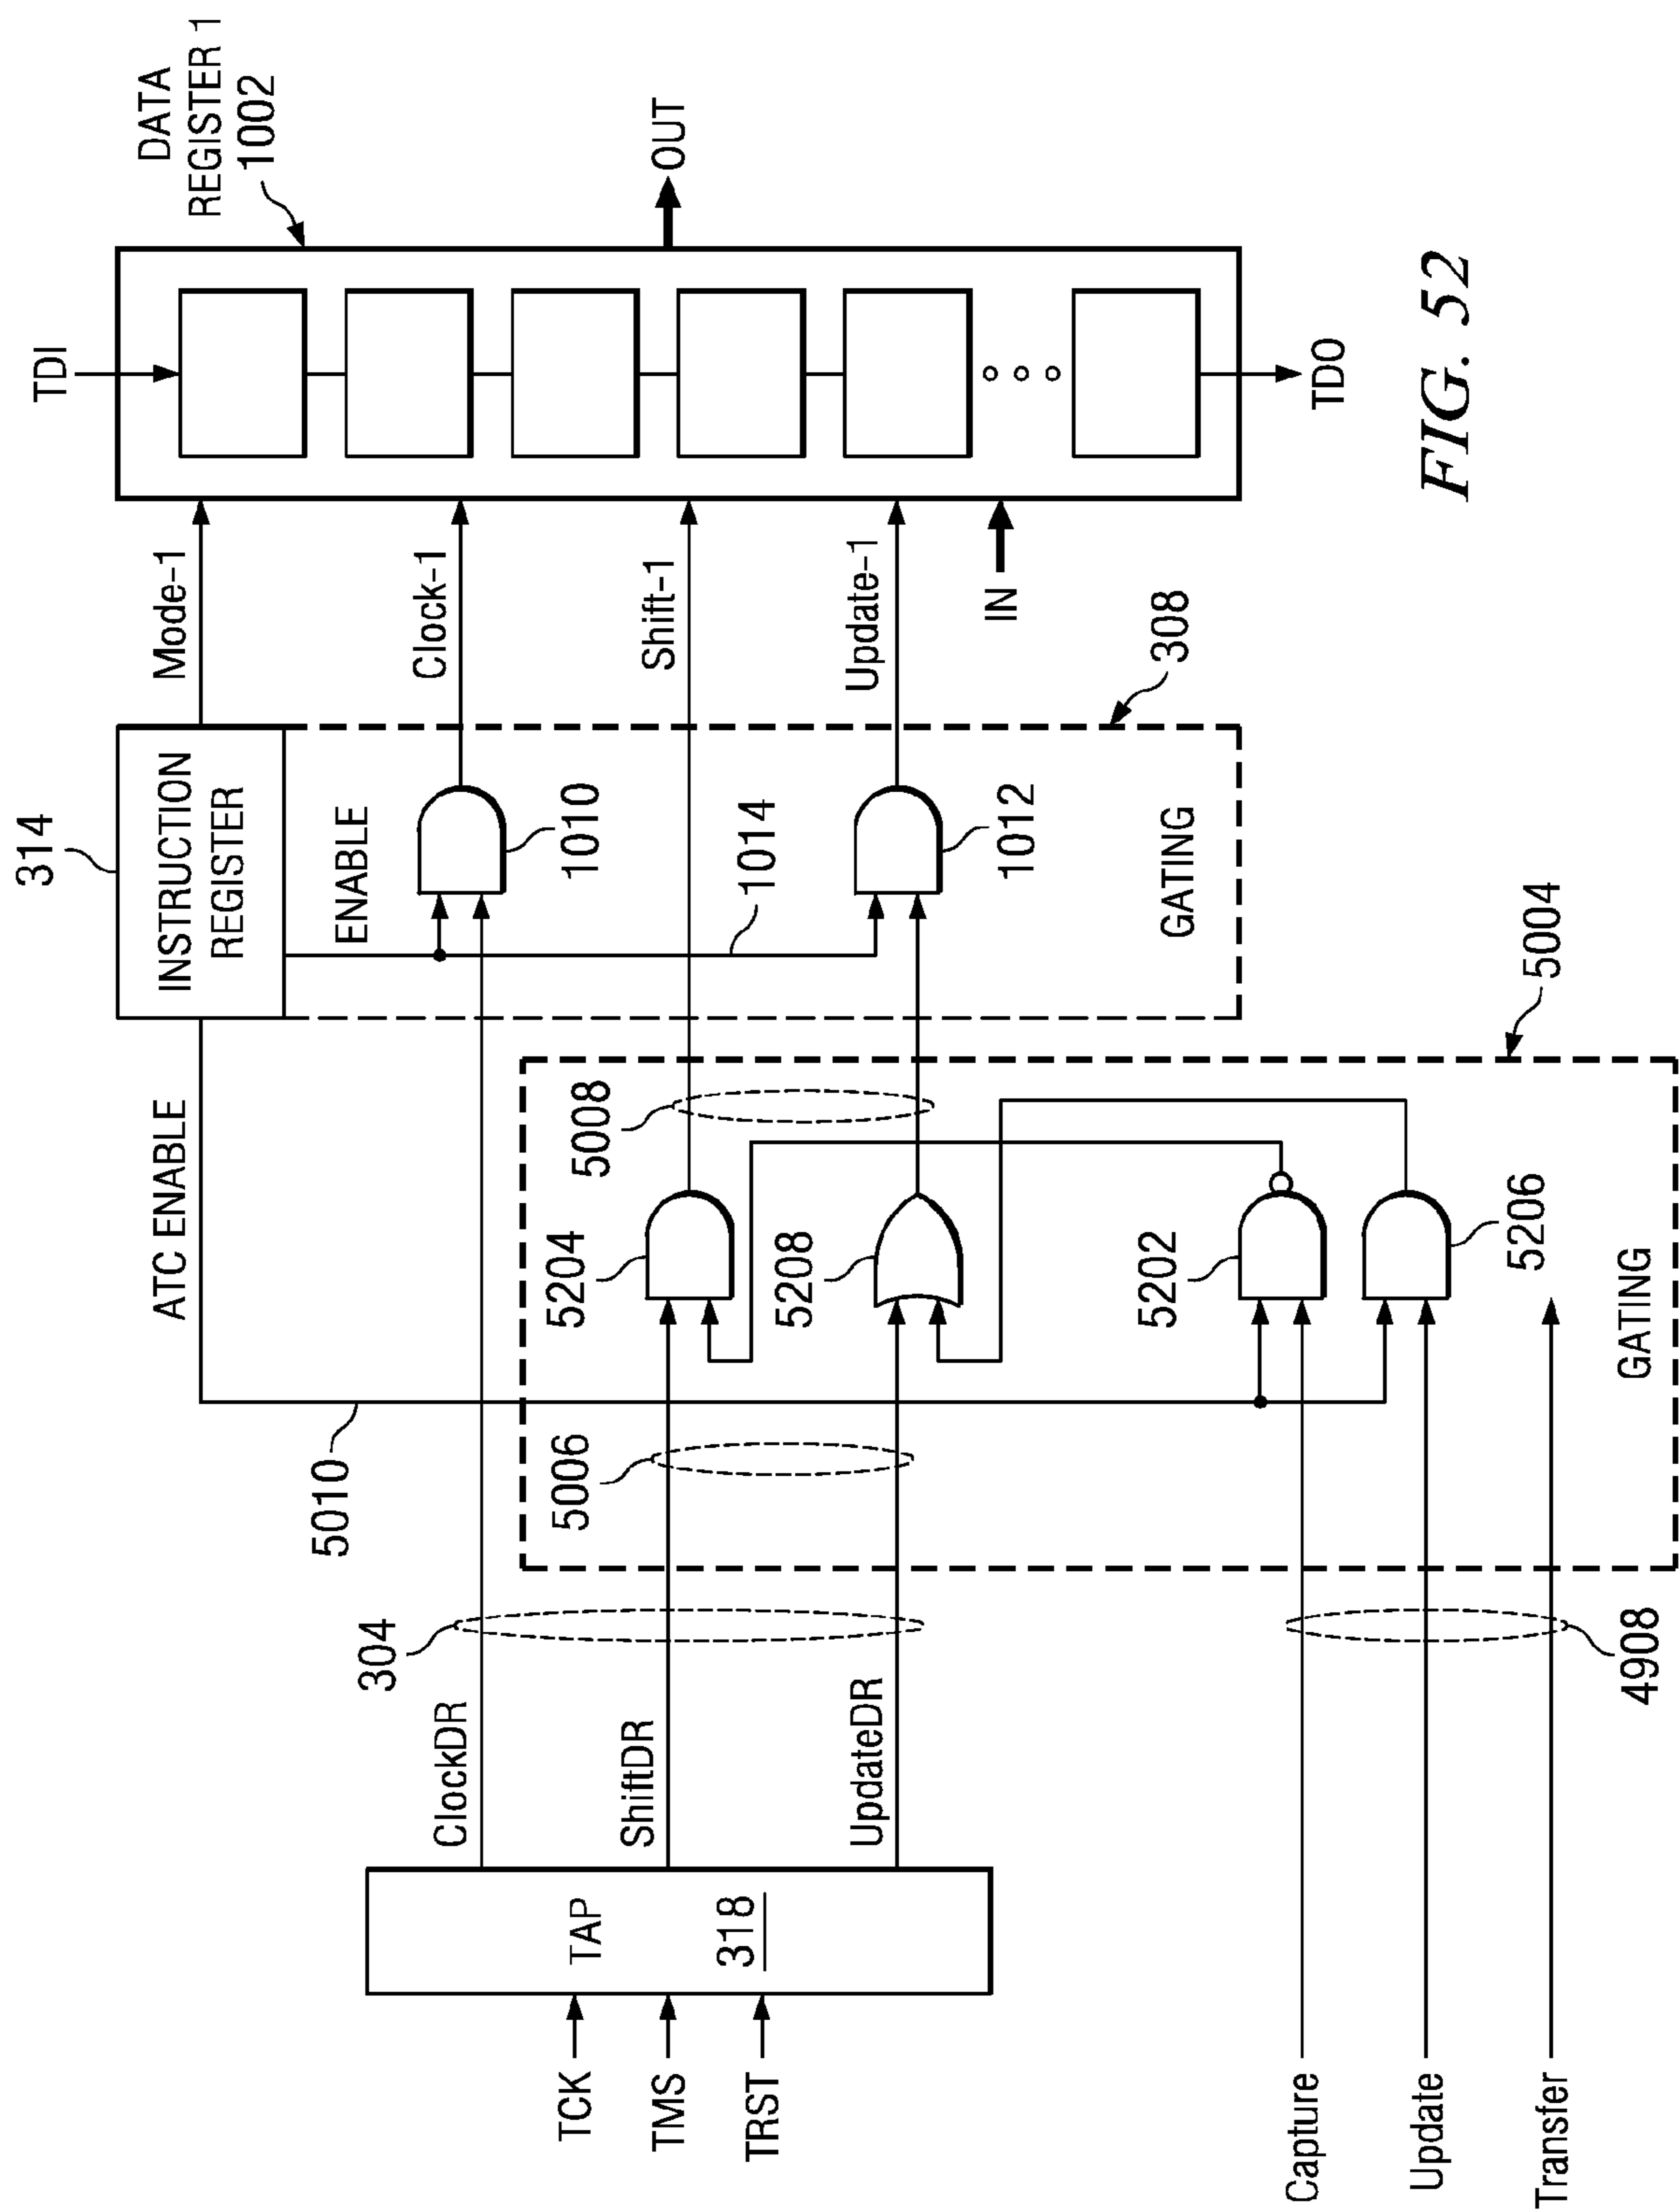 314
INSTRUCTION
REGISTER
ATC ENABLE
5010
ENABLE
1010
1014
1012
GATING
308
Mode-1
Clock-1
Shift-1
Update-1
IN
DATA
REGISTER 1
1002
TDI
OUT
TDO
TCK
TMS
TRST
TAP
318
ClockDR
ShiftDR
UpdateDR
304
5006
5008
5204
5208
5202
5206
GATING
5004
Capture
Update
Transfer
4908
FIG. 52